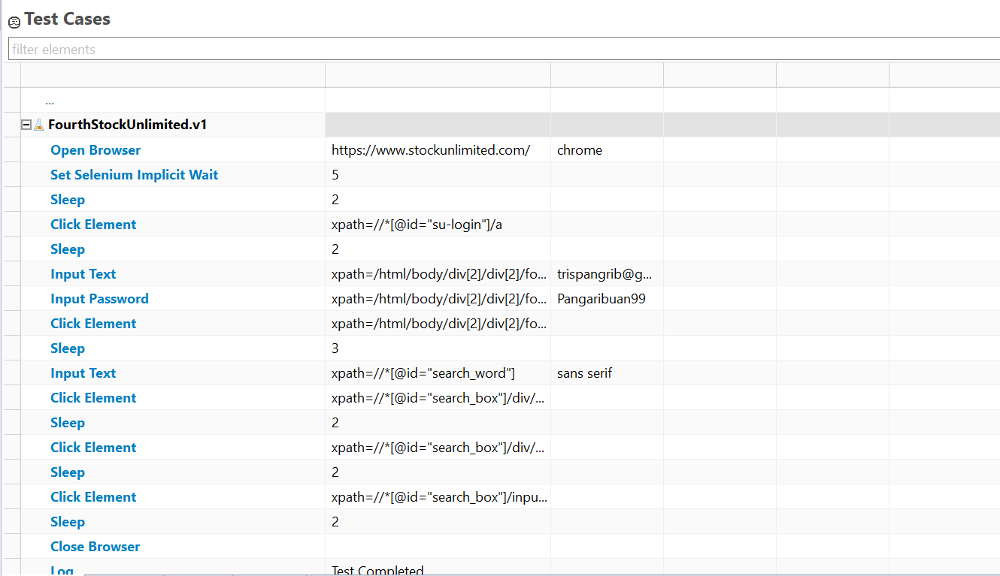 Test Cases
filter elements
...
FourthStockUnlimited.v1
Open Browser https://www.stockunlimited.com/ chrome
Set Selenium Implicit Wait 5
Sleep 2
Click Element xpath=//*[@id="su-login"]/a
Sleep 2
Input Text xpath=/html/body/div[2]/div[2]/fo... trispangrib@g...
Input Password xpath=/html/body/div[2]/div[2]/fo... Pangaribuan99
Click Element xpath=/html/body/div[2]/div[2]/fo...
Sleep 3
Input Text xpath=//*[@id="search_word"] sans serif
Click Element xpath=//*[@id="search_box"]/div/...
Sleep 2
Click Element xpath=//*[@id="search_box"]/div/...
Sleep 2
Click Element xpath=//*[@id="search_box"]/inpu...
Sleep 2
Close Browser
Log Test Completed